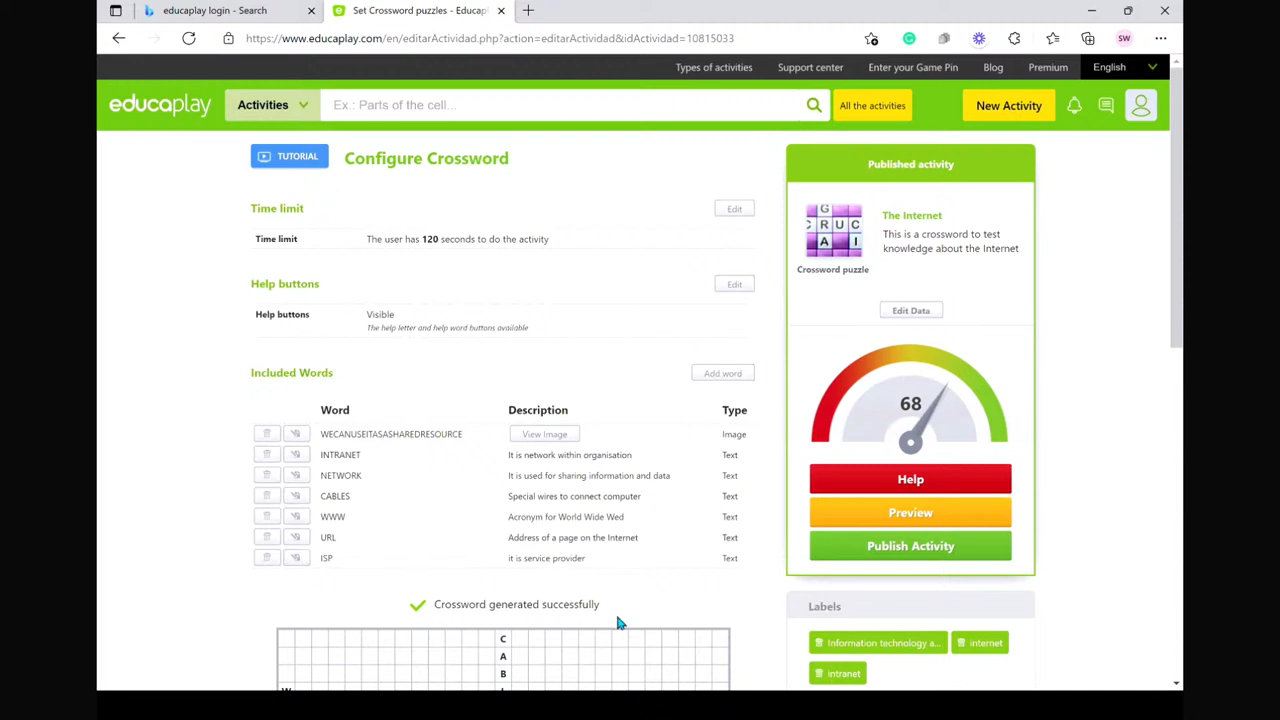 educaplay login - Search
Set Crossword puzzles - Educap
https://www.educaplay.com/en/editarActividad.php?action=editarActividad&idActividad=10815033
SW
Types of activities
Support center
Enter your Game Pin
Blog
Premium
English
educaplay
Activities
Ex.: Parts of the cell...
All the activities
New Activity
TUTORIAL
Configure Crossword
Time limit
Edit
Time limit
The user has 120 seconds to do the activity
Help buttons
Edit
Help buttons
Visible
The help letter and help word buttons available
Included Words
Add word
Word Description Type
WECANUSEITASASHAREDRESOURCE View Image Image
INTRANET It is network within organisation Text
NETWORK It is used for sharing information and data Text
CABLES Special wires to connect computer Text
WWW Acronym for World Wide Wed Text
URL Address of a page on the Internet Text
ISP it is service provider Text
Crossword generated successfully
C
A
B
Published activity
G
C R U C
A I
Crossword puzzle
The Internet
This is a crossword to test
knowledge about the Internet
Edit Data
68
Help
Preview
Publish Activity
Labels
Information technology a...
internet
intranet